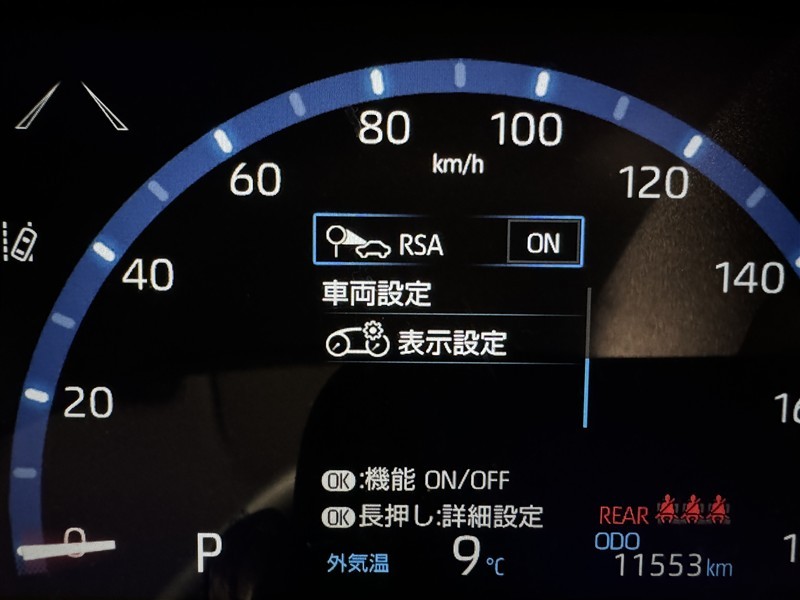 80
100
km/h
60
120
RSA ON
40
140
車両設定
表示設定
20
OK:機能 ON/OFF
OK長押し:詳細設定
REAR
ODO
0
P
外気温 9℃
11553km